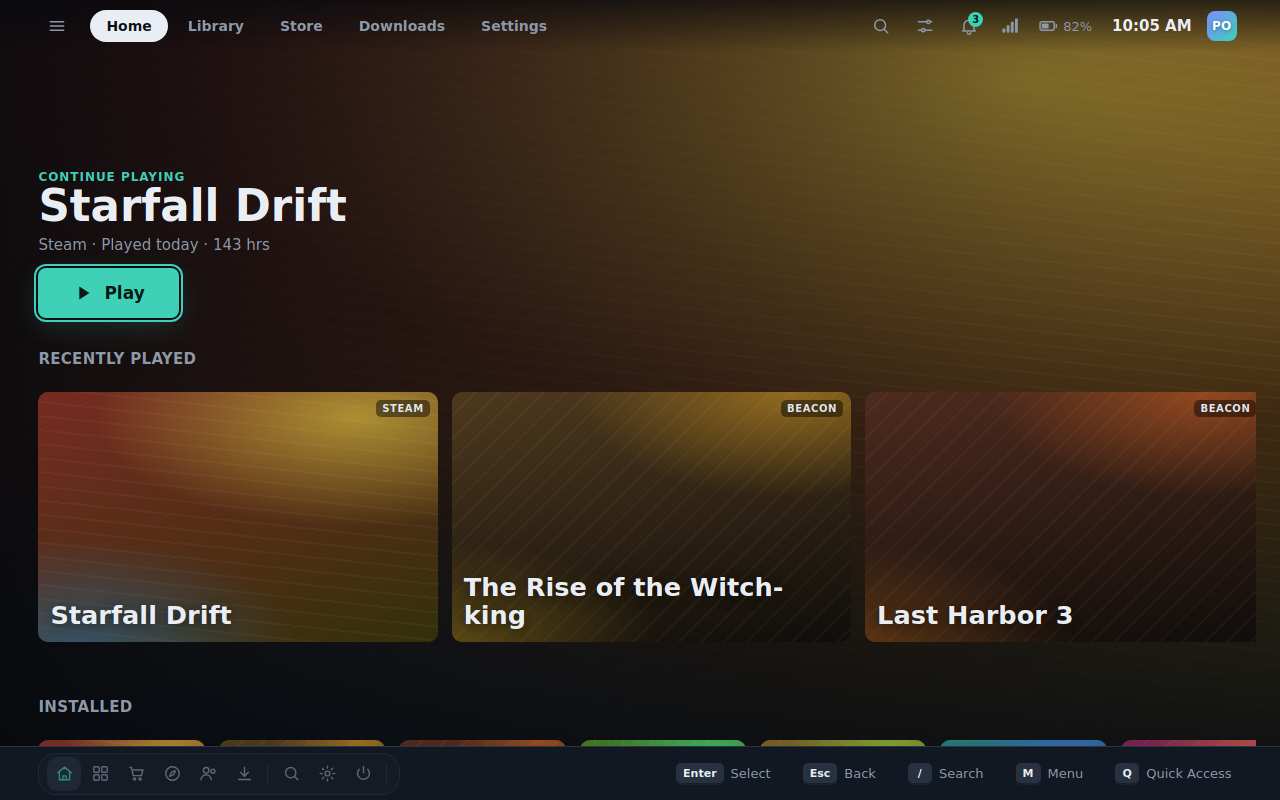 Home
Library
Store
Downloads
Settings
3
82%
10:05 AM
PO
CONTINUE PLAYING
Starfall Drift
Steam · Played today · 143 hrs
Play
RECENTLY PLAYED
STEAM
Starfall Drift
BEACON
The Rise of the Witch-
king
BEACON
Last Harbor 3
INSTALLED
Enter Select
Esc Back
/ Search
M Menu
Q Quick Access